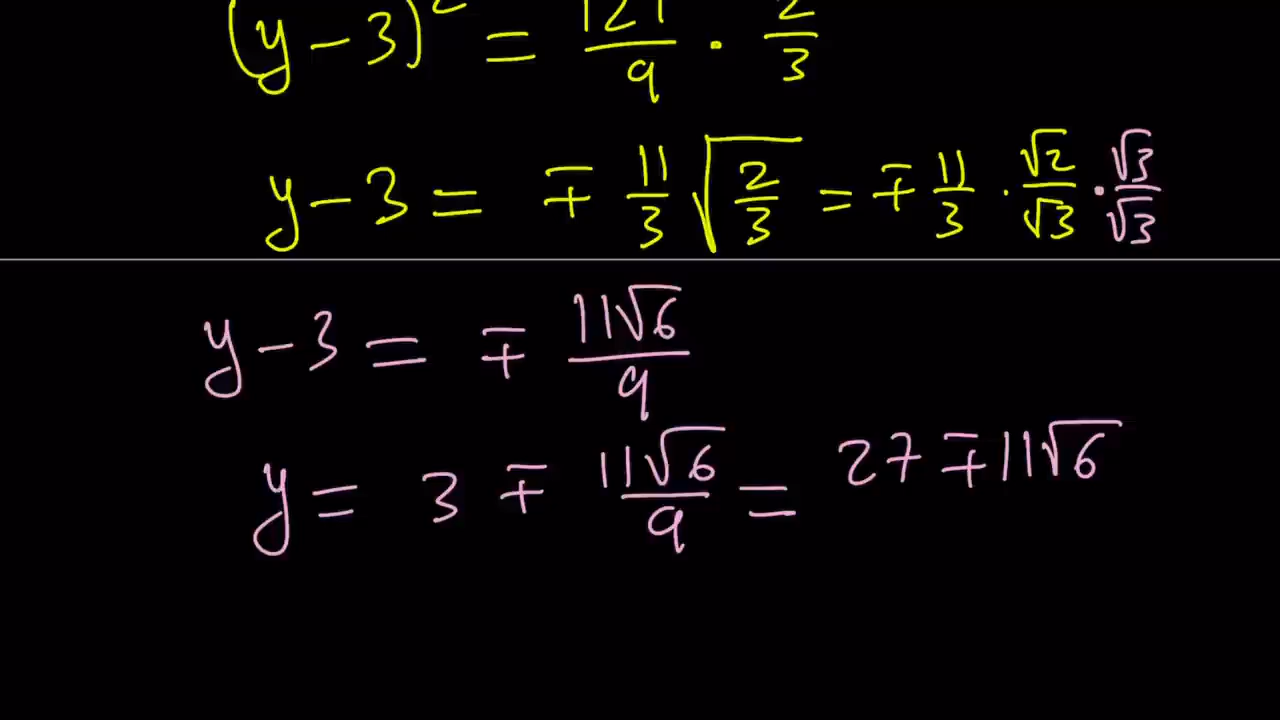 (y − 3)² = 121/9 · 2/3
y − 3 = ∓ 11/3 √(2/3) = ∓ 11/3 · √2/√3 · √3/√3
y − 3 = ∓ 11√6/9
y = 3 ∓ 11√6/9 = 27 ∓ 11√6